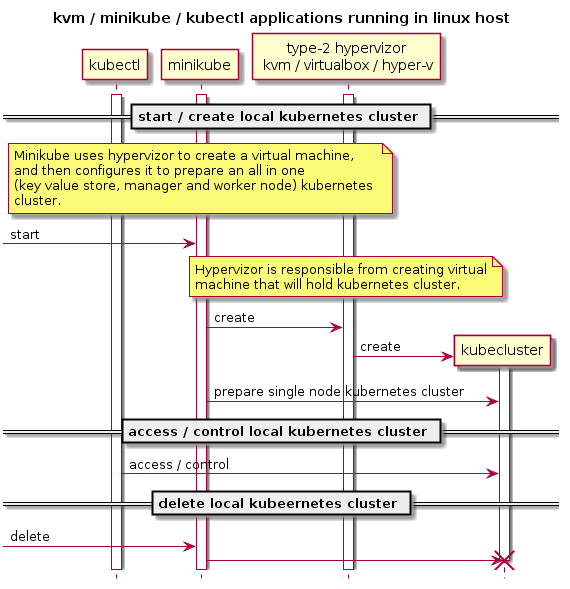 kvm / minikube / kubectl applications running in linux host
type-2 hypervizor
kubectl
minikube
kvm / virtualbox / hyper-v
start / create local kubernetes cluster
Minikube uses hypervizor to create a virtual machine,
and then configures it to prepare an all in one
(key value store, manager and worker node) kubernetes
cluster.
start
Hypervizor is responsible from creating virtual
machine that will hold kubernetes cluster.
create
create
kubecluster
prepare single node kubernetes cluster
access / control local kubernetes cluster
access / control
delete local kubeernetes cluster
delete